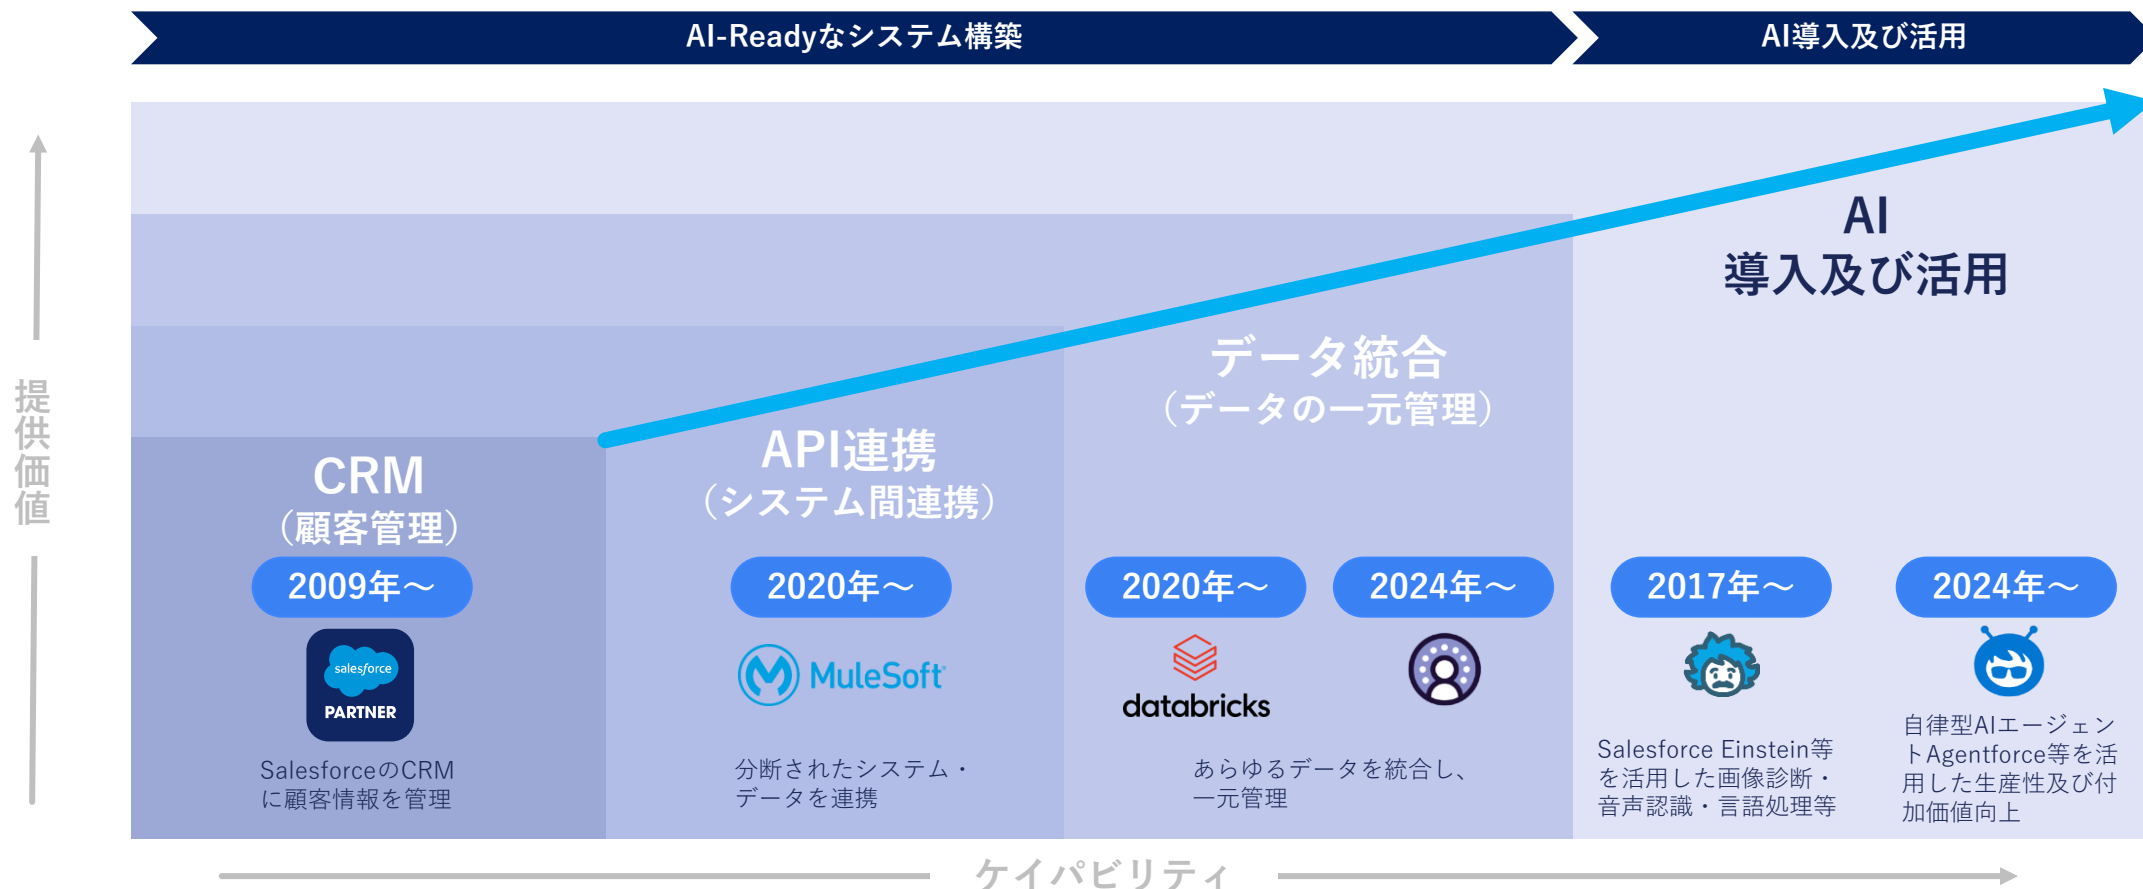 AI-Readyなシステム構築
AI導入及び活用
提供価値
AI
導入及び活用
データ統合
（データの一元管理）
API連携
（システム間連携）
CRM
（顧客管理）
2009年～
2020年～
2020年～
2024年～
2017年～
2024年～
salesforce
PARTNER
MuleSoft
databricks
SalesforceのCRM
に顧客情報を管理
分断されたシステム・
データを連携
あらゆるデータを統合し、
一元管理
Salesforce Einstein等
を活用した画像診断・
音声認識・言語処理等
自律型AIエージェン
トAgentforce等を活
用した生産性及び付
加価値向上
ケイパビリティ